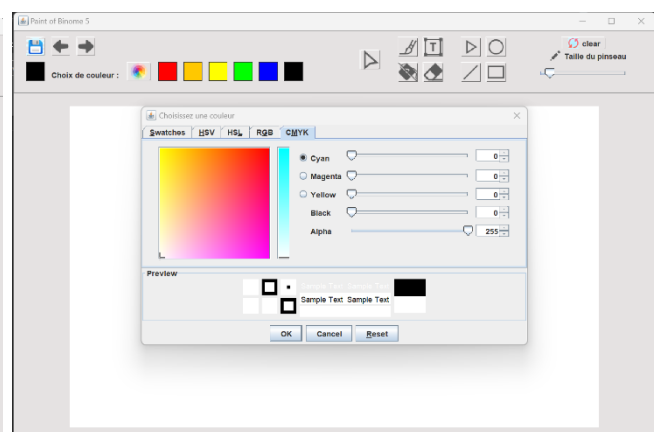 Point of Binome 5
clear
Taille du pinseau
Choix de couleur :
T
Choisissez une couleur
Swatches HSV HSL RGB CMYK
Cyan 0
Magenta 0
Yellow 0
Black 0
Alpha 255
Preview
Sample Text Sample Text
Sample Text Sample Text
OK Cancel Reset